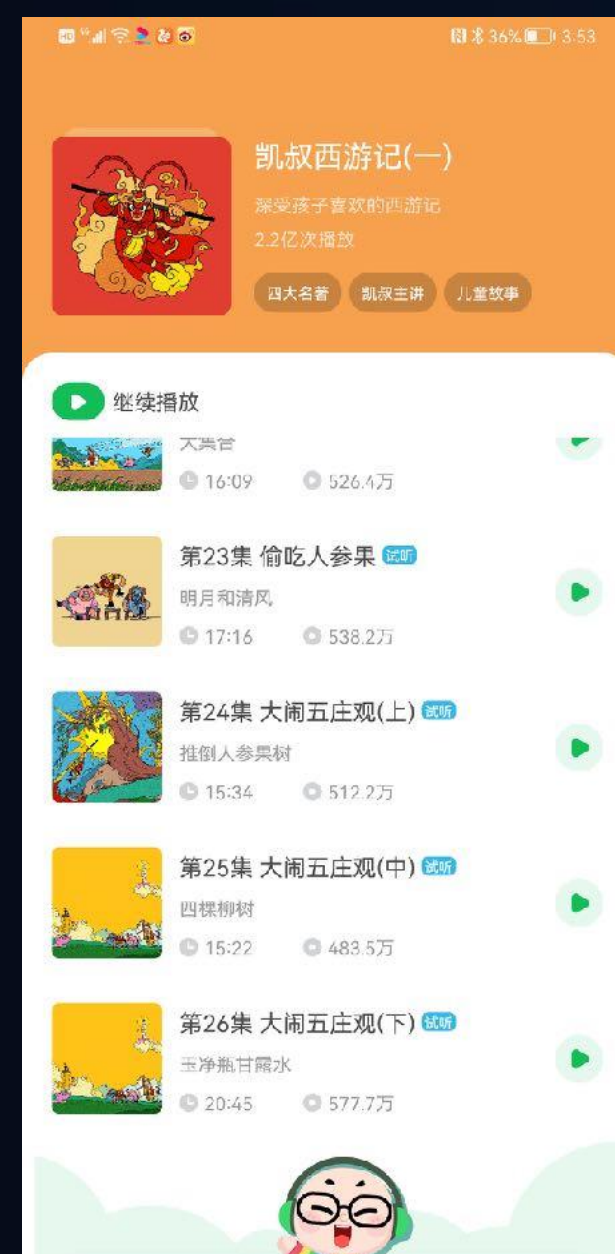 HD 36% 3:53
凯叔西游记(一)
深受孩子喜欢的西游记
2.2亿次播放
四大名著 凯叔主讲 儿童故事
继续播放
大集合
16:09 526.4万
第23集 偷吃人参果 试听
明月和清风
17:16 538.2万
第24集 大闹五庄观(上) 试听
推倒人参果树
15:34 512.2万
第25集 大闹五庄观(中) 试听
四棵柳树
15:22 483.5万
第26集 大闹五庄观(下) 试听
玉净瓶甘露水
20:45 577.7万